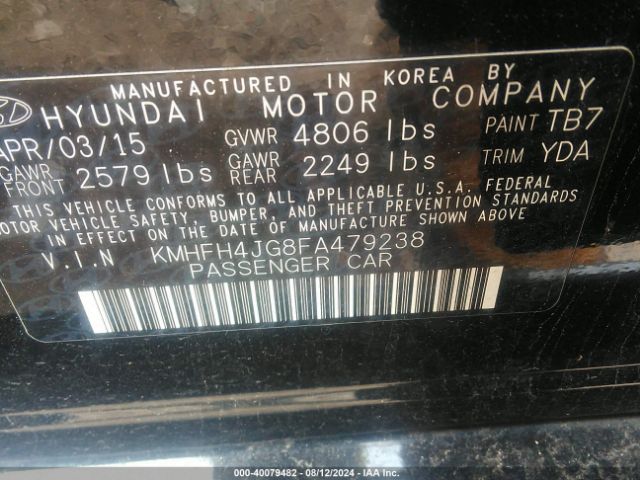 MANUFACTURED IN KOREA BY
HYUNDAI MOTOR COMPANY
APR/03/15 GVWR 4806 lbs PAINT TB7
GAWR FRONT 2579 lbs GAWR REAR 2249 lbs TRIM YDA
THIS VEHICLE CONFORMS TO ALL APPLICABLE U.S.A. FEDERAL
MOTOR VEHICLE SAFETY, BUMPER, AND THEFT PREVENTION STANDARDS
IN EFFECT ON THE DATE OF MANUFACTURE SHOWN ABOVE
V.I.N KMHFH4JG8FA479238
PASSENGER CAR
000-40079482 - 08/12/2024 - IAA Inc.